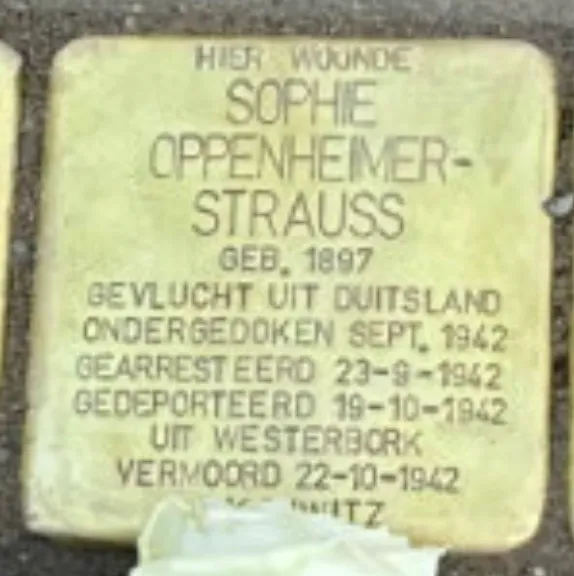 HIER WOONDE
SOPHIE
OPPENHEIMER-
STRAUSS
GEB. 1897
GEVLUCHT UIT DUITSLAND
ONDERGEDOKEN SEPT. 1942
GEARRESTEERD 23-9-1942
GEDEPORTEERD 19-10-1942
UIT WESTERBORK
VERMOORD 22-10-1942